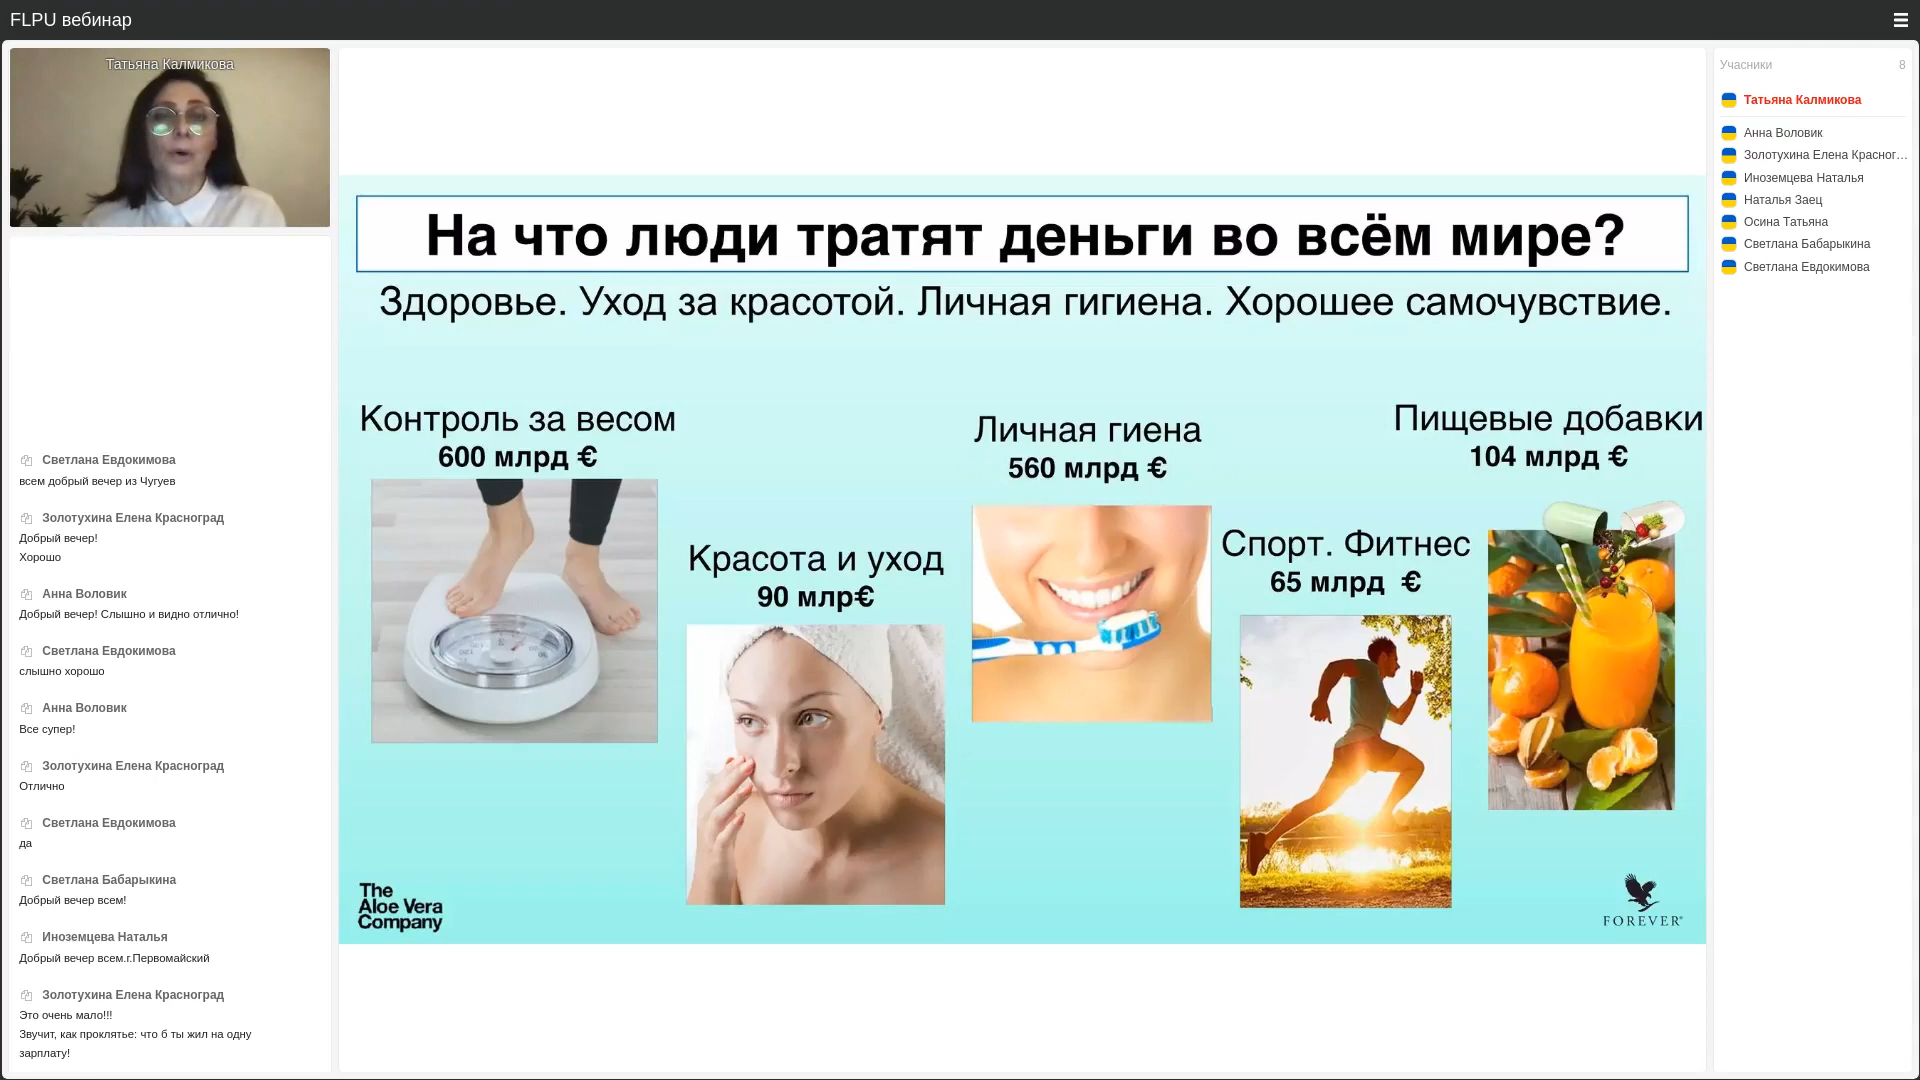 FLPU вебинар
Татьяна Калмикова
Светлана Евдокимова
всем добрый вечер из Чугуев
Золотухина Елена Красноград
Добрый вечер!
Хорошо
Анна Воловик
Добрый вечер! Слышно и видно отлично!
Светлана Евдокимова
слышно хорошо
Анна Воловик
Все супер!
Золотухина Елена Красноград
Отлично
Светлана Евдокимова
да
Светлана Бабарыкина
Добрый вечер всем!
Иноземцева Наталья
Добрый вечер всем.г.Первомайский
Золотухина Елена Красноград
Это очень мало!!!
Звучит, как проклятье: что б ты жил на одну
зарплату!
На что люди тратят деньги во всём мире?
Здоровье. Уход за красотой. Личная гигиена. Хорошее самочувствие.
Контроль за весом
600 млрд €
Красота и уход
90 млр€
Личная гиена
560 млрд €
Спорт. Фитнес
65 млрд €
Пищевые добавки
104 млрд €
The
Aloe Vera
Company
FOREVER®
Учасники 8
Татьяна Калмикова
Анна Воловик
Золотухина Елена Красног...
Иноземцева Наталья
Наталья Заец
Осина Татьяна
Светлана Бабарыкина
Светлана Евдокимова